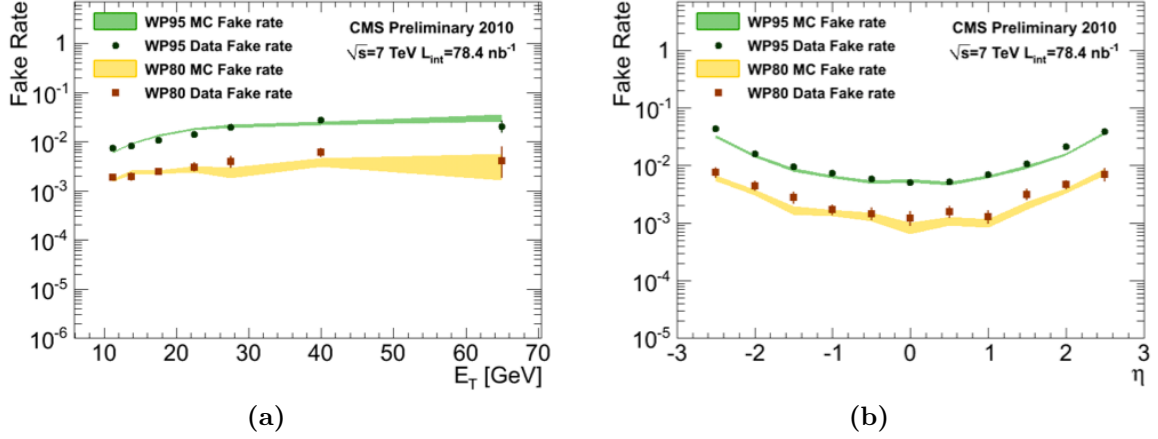 Fake Rate
1
10-1
10-2
10-3
10-4
10-5
10-6
WP95 MC Fake rate
WP95 Data Fake rate
WP80 MC Fake rate
WP80 Data Fake rate
CMS Preliminary 2010
√s=7 TeV Lint=78.4 nb-1
10 20 30 40 50 60 70
ET [GeV]
(a)
Fake Rate
1
10-1
10-2
10-3
10-4
10-5
WP95 MC Fake rate
WP95 Data Fake rate
WP80 MC Fake rate
WP80 Data Fake rate
CMS Preliminary 2010
√s=7 TeV Lint=78.4 nb-1
-3 -2 -1 0 1 2 3
η
(b)